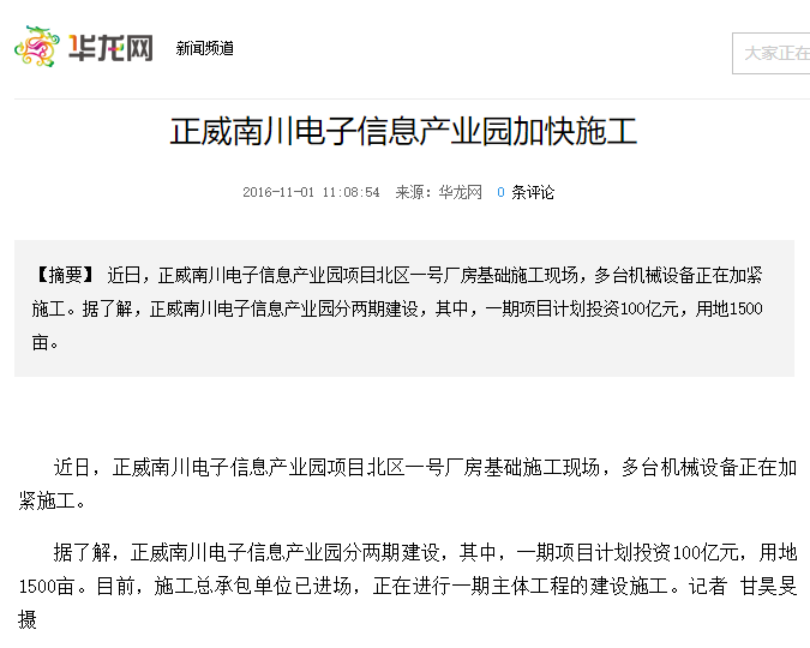 华龙网 新闻频道
大家正在
正威南川电子信息产业园加快施工
2016-11-01 11:08:54 来源：华龙网 0 条评论
【摘要】 近日，正威南川电子信息产业园项目北区一号厂房基础施工现场，多台机械设备正在加紧
施工。据了解，正威南川电子信息产业园分两期建设，其中，一期项目计划投资100亿元，用地1500
亩。
近日，正威南川电子信息产业园项目北区一号厂房基础施工现场，多台机械设备正在加
紧施工。
据了解，正威南川电子信息产业园分两期建设，其中，一期项目计划投资100亿元，用地
1500亩。目前，施工总承包单位已进场，正在进行一期主体工程的建设施工。记者 甘昊旻
摄